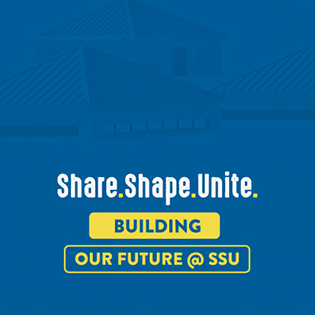 Share.Shape.Unite.
BUILDING
OUR FUTURE @ SSU